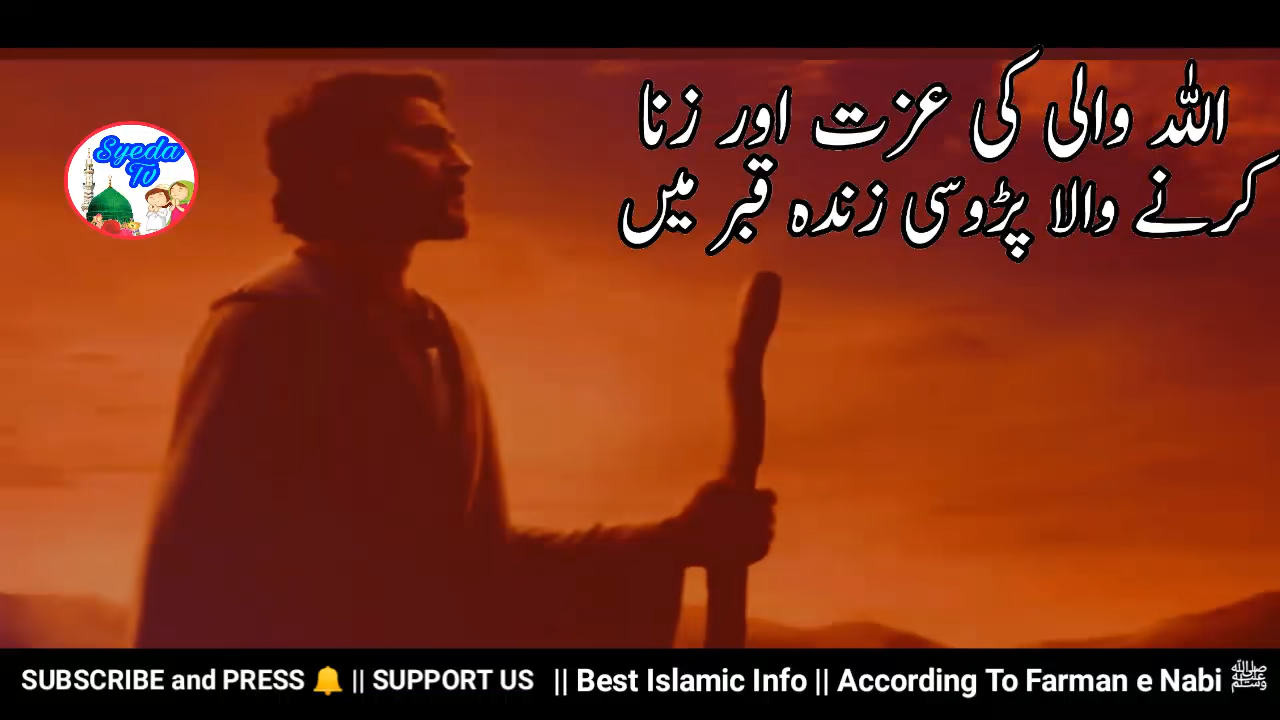 Syeda
Tv
اللہ والی کی عزت اور زنا
کرنے والا پڑوسی زندہ قبر میں
SUBSCRIBE and PRESS 🔔 || SUPPORT US || Best Islamic Info || According To Farman e Nabi ﷺ